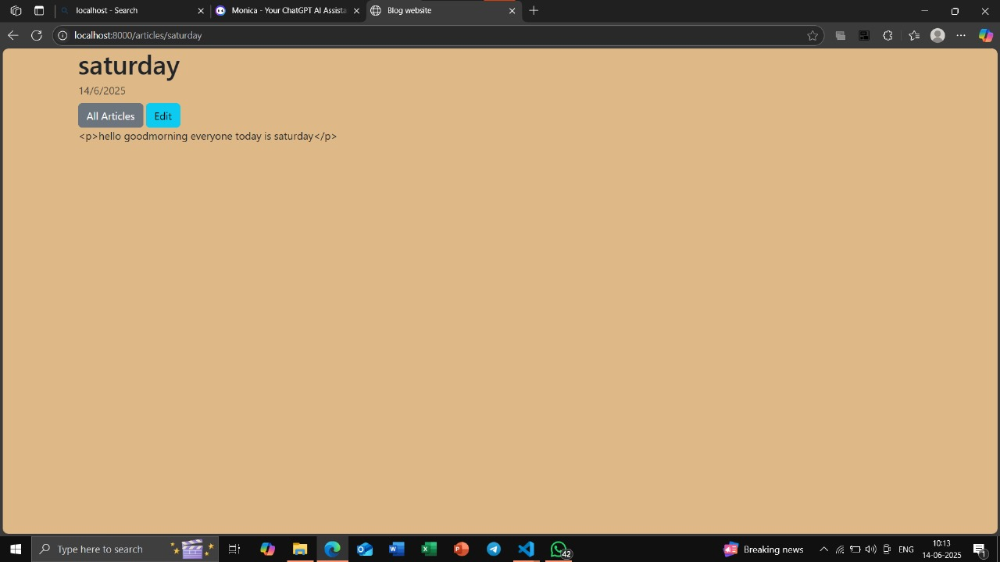 localhost - Search
Monica - Your ChatGPT AI Assista
Blog website
localhost:8000/articles/saturday
saturday
14/6/2025
All Articles Edit
<p>hello goodmorning everyone today is saturday</p>
Type here to search
42
Breaking news
ENG
10:13
14-06-2025
1